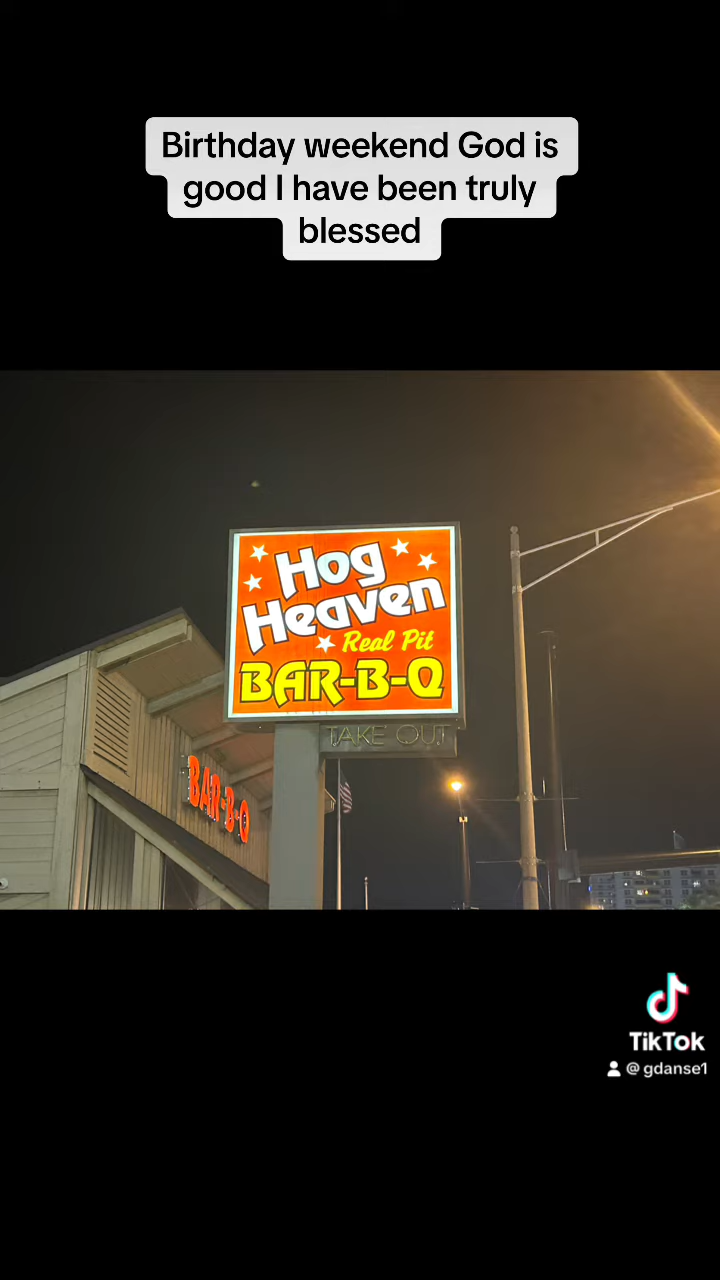 Birthday weekend God is
good I have been truly
blessed
Hog
Heaven
Real Pit
BAR-B-Q
TAKE OUT
BAR-B-Q
TikTok
@ gdanse1